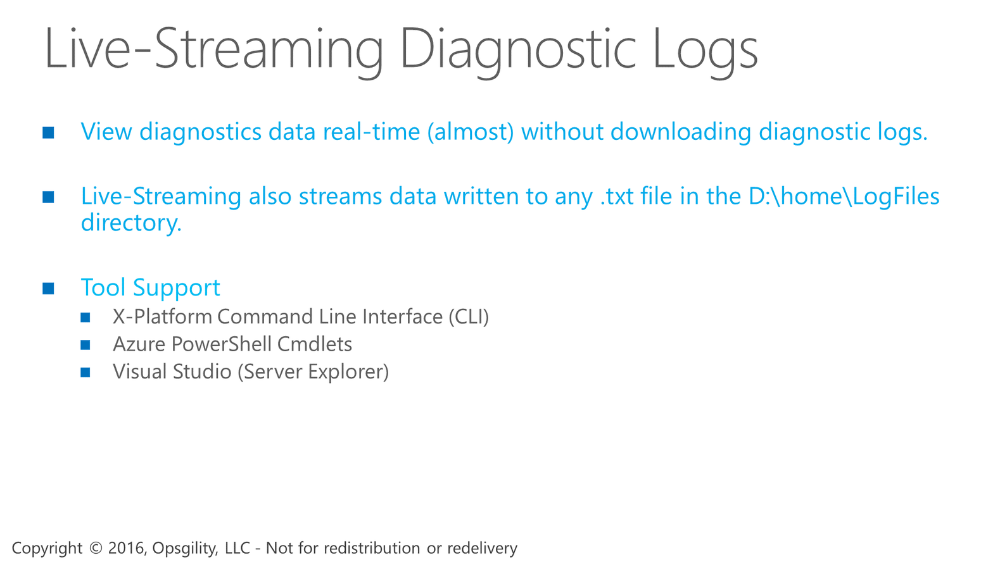 Live-Streaming Diagnostic Logs
View diagnostics data real-time (almost) without downloading diagnostic logs.
Live-Streaming also streams data written to any .txt file in the D:\home\LogFiles
directory.
Tool Support
X-Platform Command Line Interface (CLI)
Azure PowerShell Cmdlets
Visual Studio (Server Explorer)
Copyright © 2016, Opsgility, LLC - Not for redistribution or redelivery